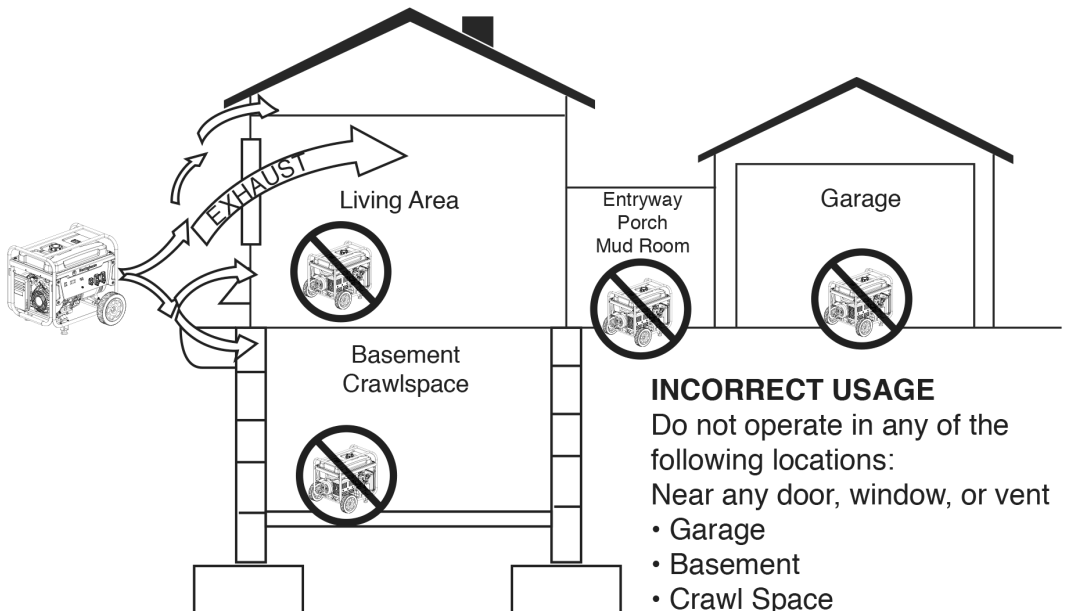 EXHAUST
Living Area
Entryway
Porch
Mud Room
Garage
Basement
Crawlspace
INCORRECT USAGE
Do not operate in any of the
following locations:
Near any door, window, or vent
• Garage
• Basement
• Crawl Space